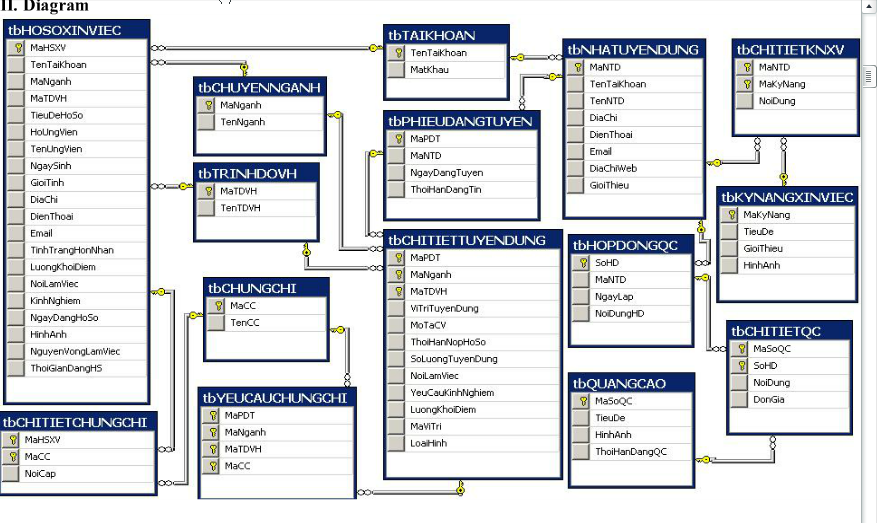 II. Diagram
tbHOSOXINVIEC
MaHSXV
TenTaiKhoan
MaNganh
MaTDVH
TieuDeHoSo
HoUngVien
TenUngVien
NgaySinh
GioiTinh
DiaChi
DienThoai
Email
TinhTrangHonNhan
LuongKhoiDiem
NoiLamViec
KinhNghiem
NgayDangHoSo
HinhAnh
NguyenVongLamViec
ThoiGianDangHS
tbCHITIETCHUNGCHI
MaHSXV
MaCC
NoiCap
tbCHUYENNGANH
MaNganh
TenNganh
tbTRINHDOVH
MaTDVH
TenTDVH
tbCHUNGCHI
MaCC
TenCC
tbYEUCAUCHUNGCHI
MaPDT
MaNganh
MaTDVH
MaCC
tbTAIKHOAN
TenTaiKhoan
MatKhau
tbPHIEUDANGTUYEN
MaPDT
MaNTD
NgayDangTuyen
ThoiHanDangTin
tbCHITIETTUYENDUNG
MaPDT
MaNganh
MaTDVH
ViTriTuyenDung
MoTaCV
ThoiHanNopHoSo
SoLuongTuyenDung
NoiLamViec
YeuCauKinhNghiem
LuongKhoiDiem
MaViTri
LoaiHinh
tbNHATUYENDUNG
MaNTD
TenTaiKhoan
TenNTD
DiaChi
DienThoai
Email
DiaChiWeb
GioiThieu
tbHOPDONGQC
SoHD
MaNTD
NgayLap
NoiDungHD
tbQUANGCAO
MaSoQC
TieuDe
HinhAnh
ThoiHanDangQC
tbCHITIETKNXV
MaNTD
MaKyNang
NoiDung
tbKYNANGXINVIEC
MaKyNang
TieuDe
GioiThieu
HinhAnh
tbCHITIETQC
MaSoQC
SoHD
NoiDung
DonGia